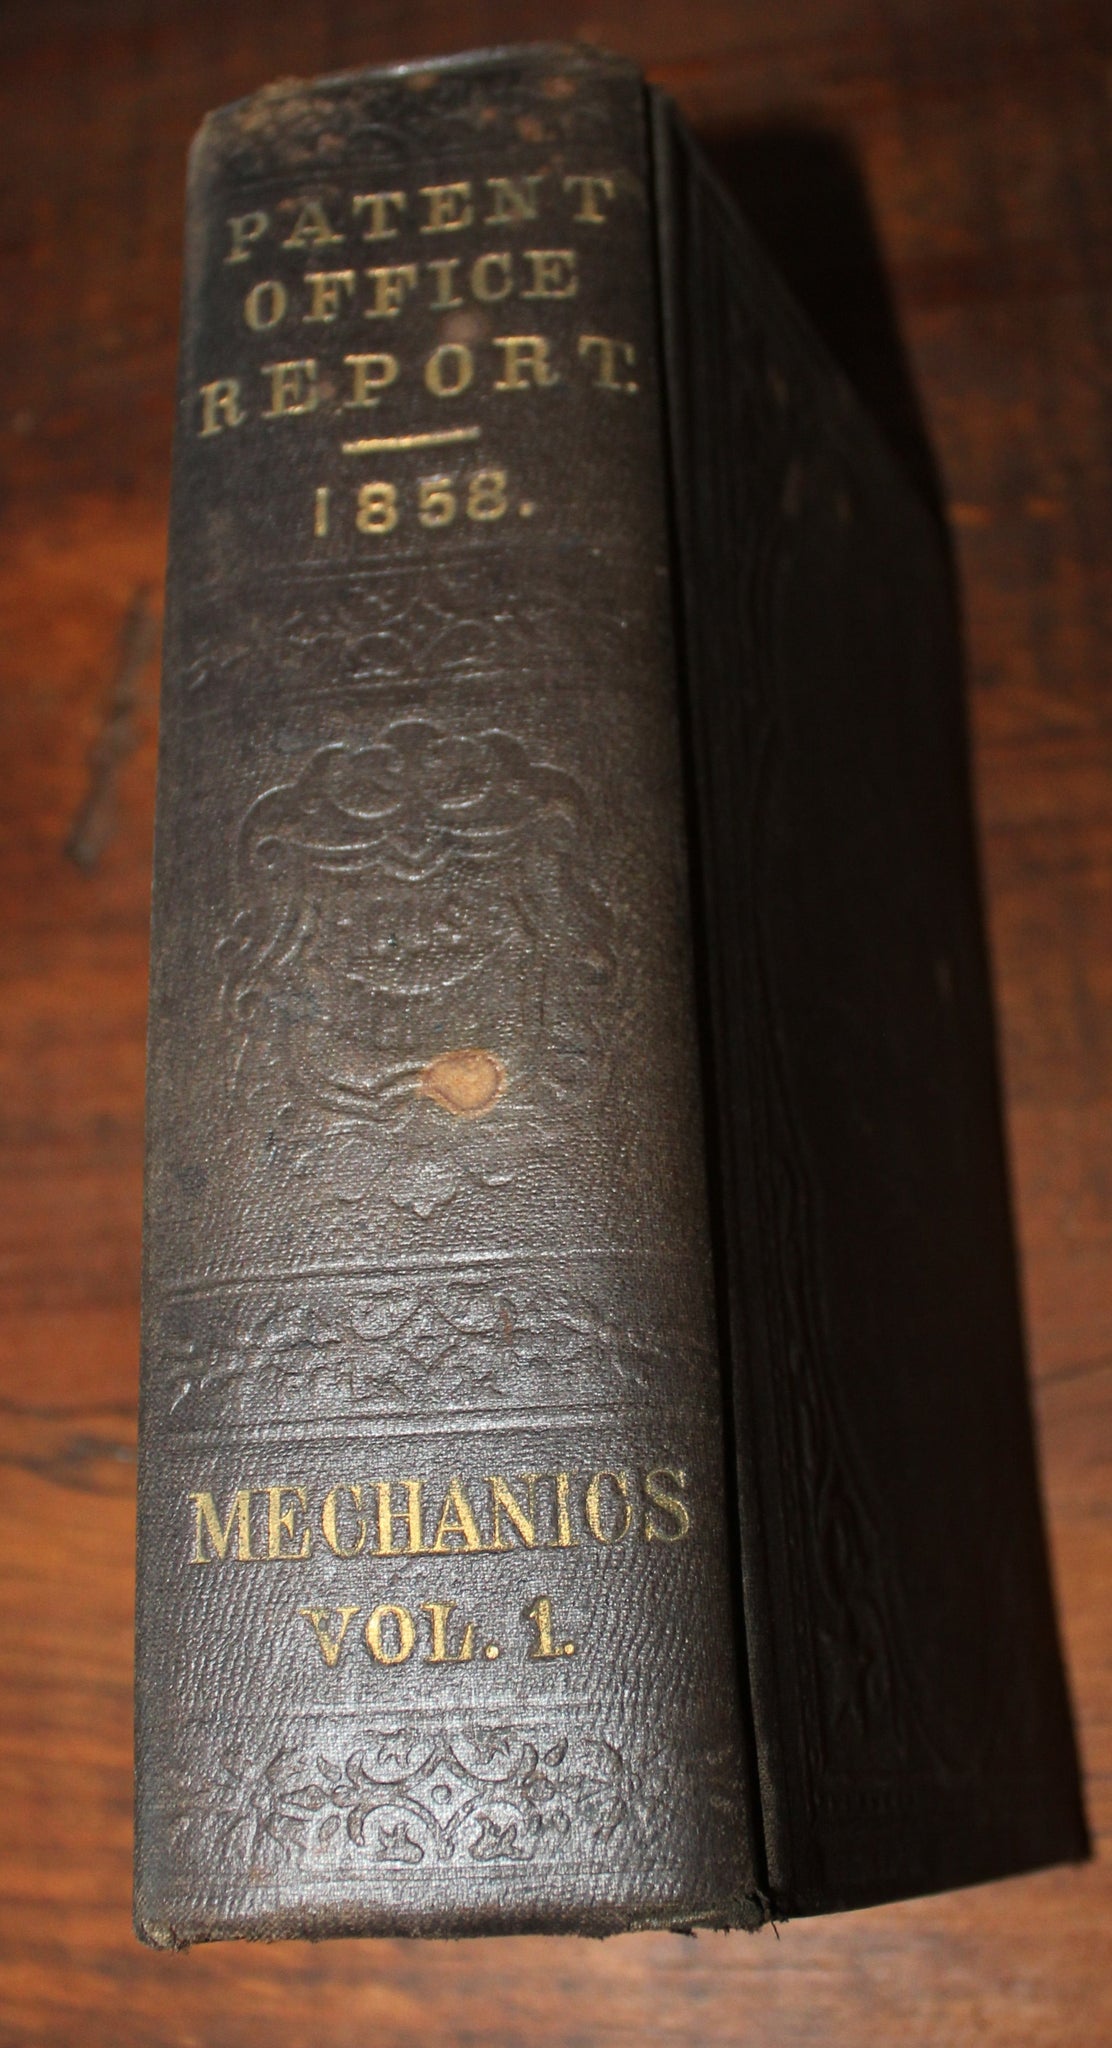 PATENT
OFFICE
REPORT.
1858.
MECHANICS
VOL. 1.